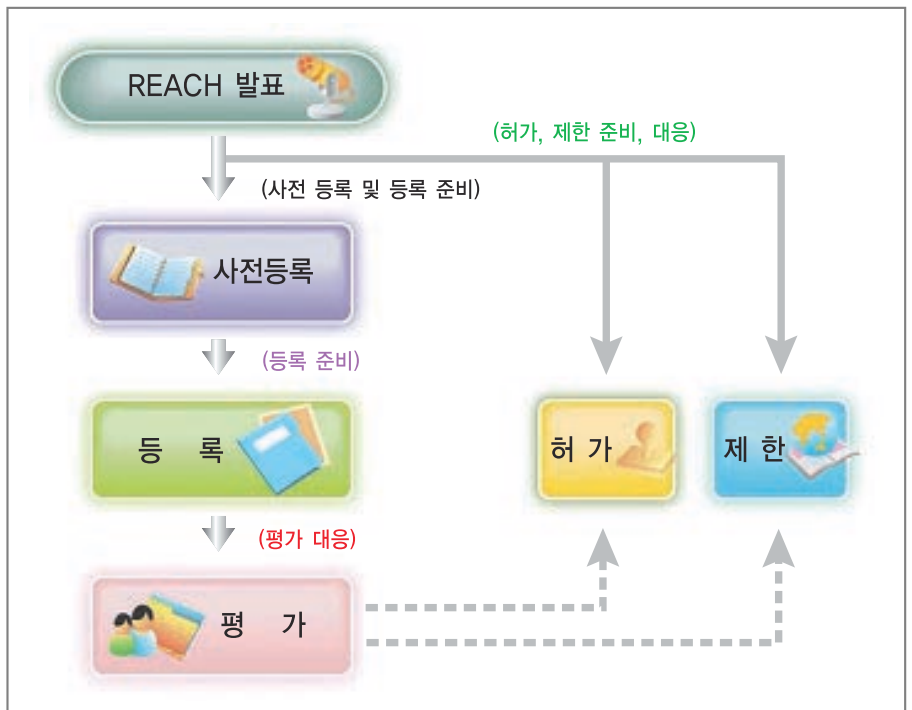 REACH 발표
(허가, 제한 준비, 대응)
(사전 등록 및 등록 준비)
사전등록
(등록 준비)
등 록
허 가
제 한
(평가 대응)
평 가